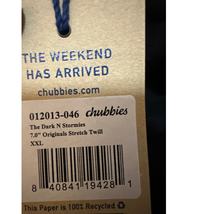 THE WEEKEND
HAS ARRIVED
chubbies.com
012013-046 chubbies
The Dark N Stormies
7.0" Originals Stretch Twill
XXL
8 40841 19428 1
This Paper is 100% Recycled